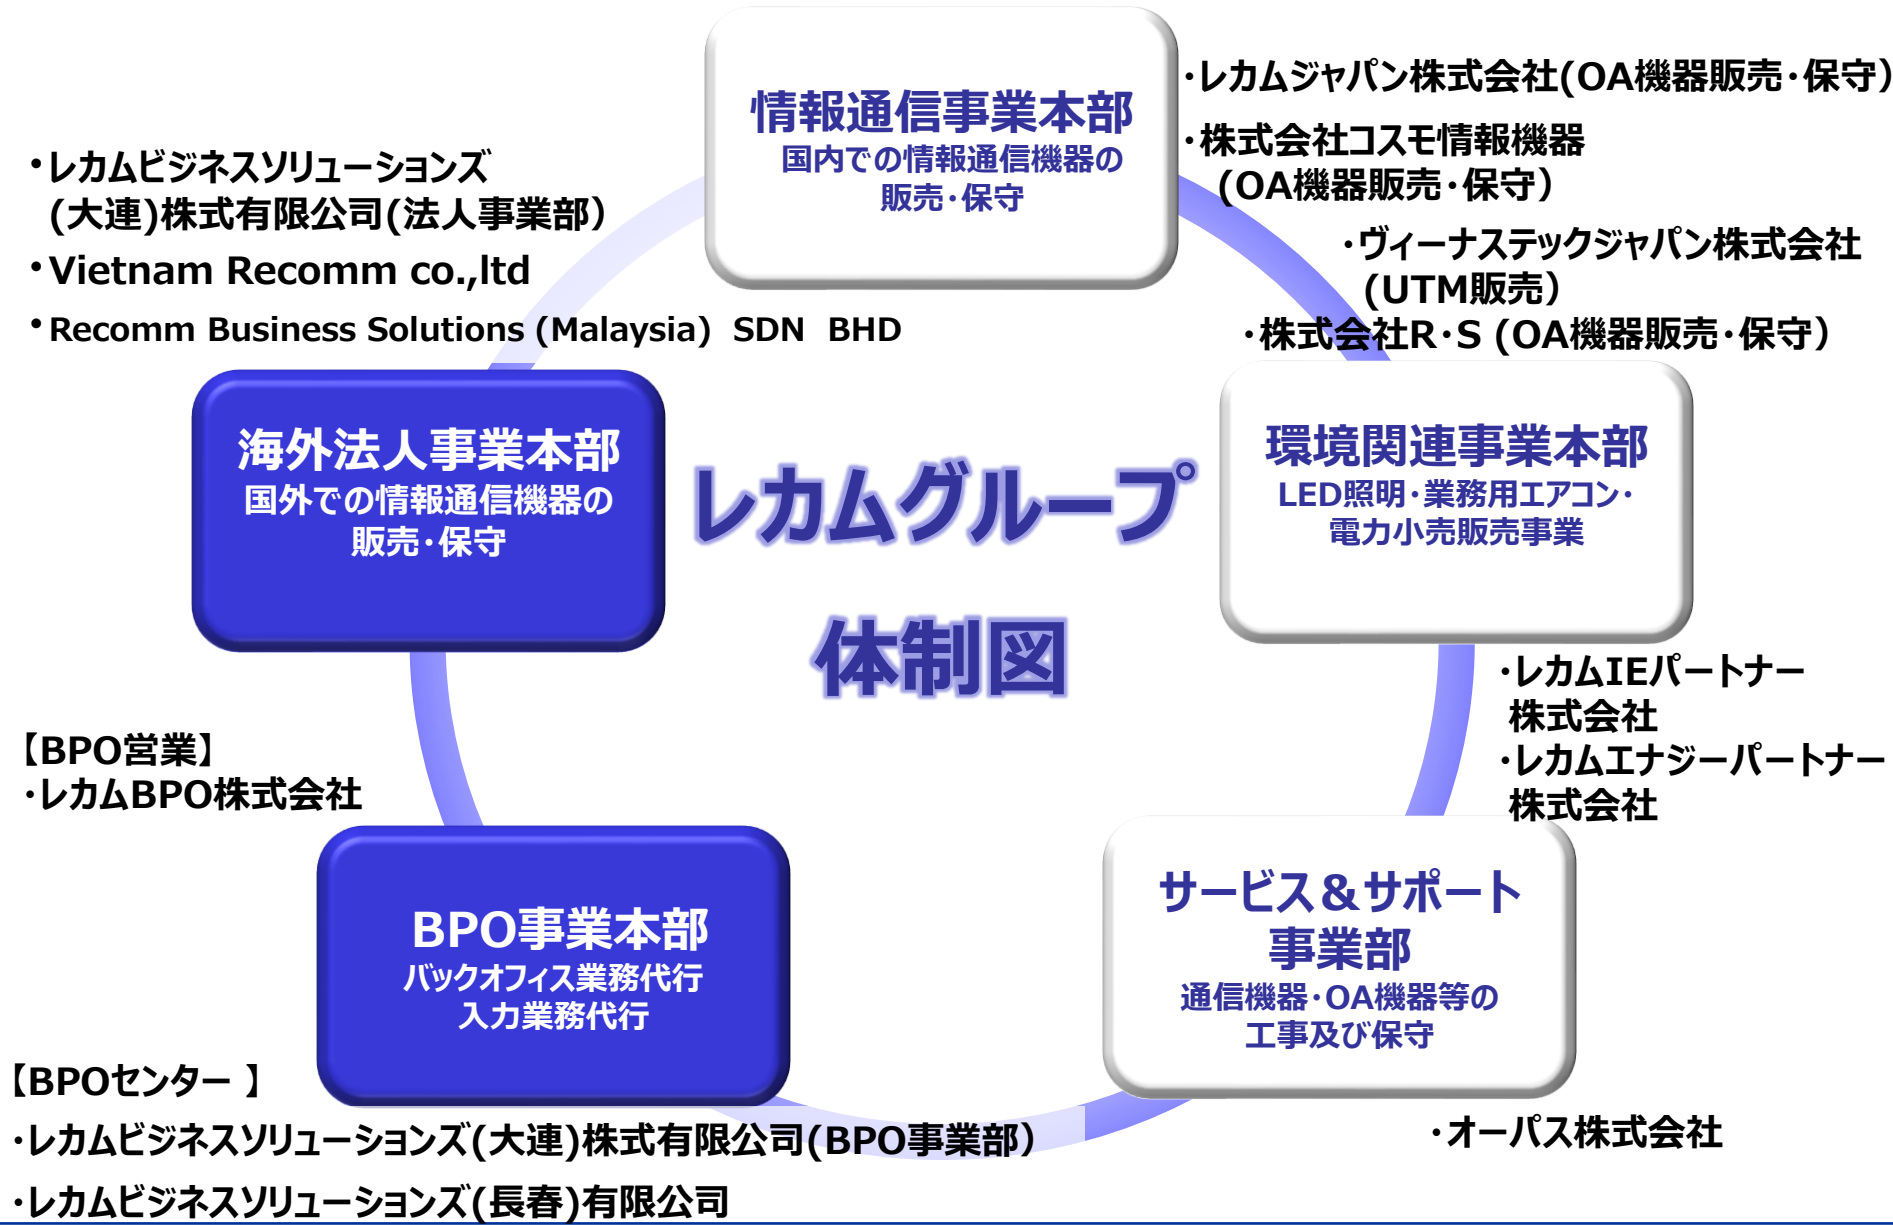 情報通信事業本部
国内での情報通信機器の
販売・保守
・レカムジャパン株式会社(OA機器販売・保守）
・株式会社コスモ情報機器
(OA機器販売・保守）
・ヴィーナステックジャパン株式会社
(UTM販売）
・株式会社R・S (OA機器販売・保守）
・レカムビジネスソリューションズ
(大連)株式有限公司(法人事業部）
・Vietnam Recomm co.,ltd
・Recomm Business Solutions (Malaysia）SDN BHD
海外法人事業本部
国外での情報通信機器の
販売・保守
レカムグループ
体制図
環境関連事業本部
LED照明・業務用エアコン・
電力小売販売事業
・レカムIEパートナー
株式会社
・レカムエナジーパートナー
株式会社
【BPO営業】
・レカムBPO株式会社
BPO事業本部
バックオフィス業務代行
入力業務代行
サービス＆サポート
事業部
通信機器・OA機器等の
工事及び保守
・オーパス株式会社
【BPOセンター 】
・レカムビジネスソリューションズ(大連)株式有限公司(BPO事業部）
・レカムビジネスソリューションズ(長春)有限公司